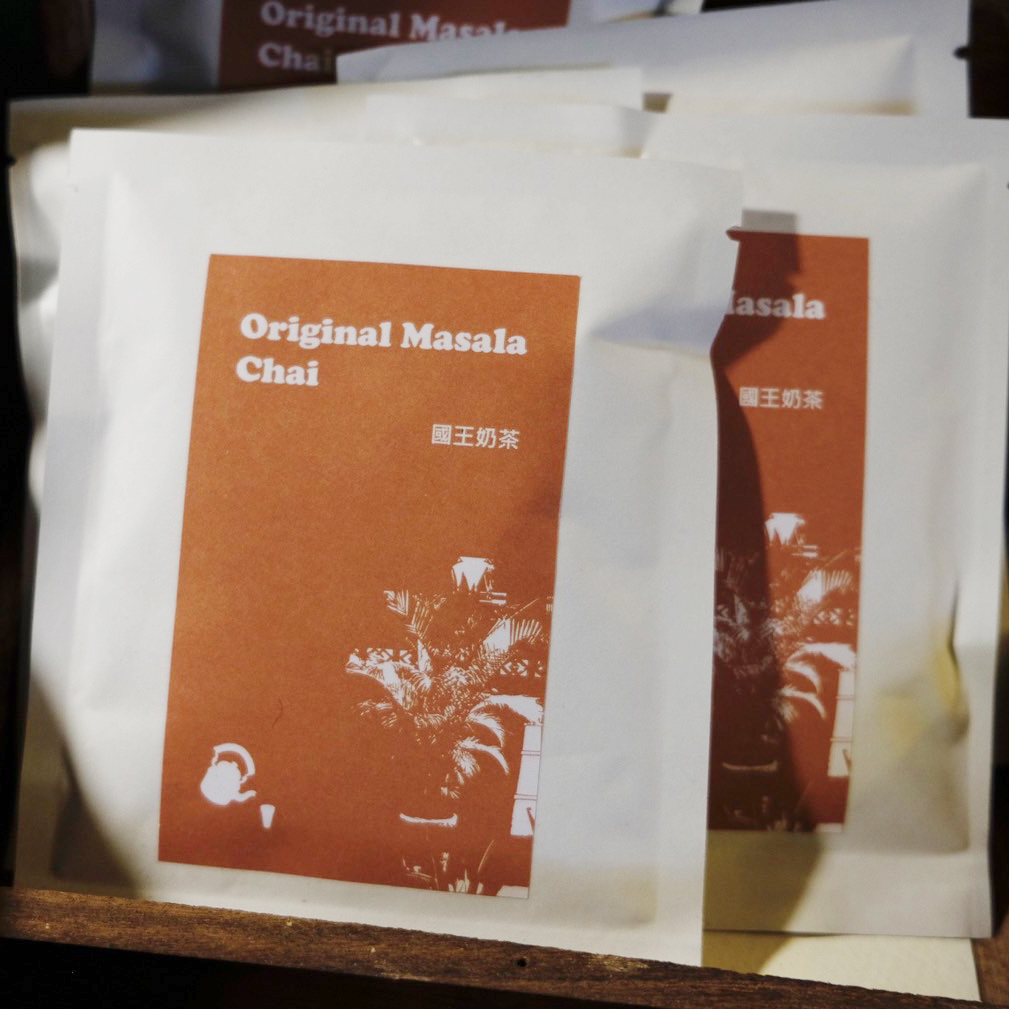 Original Masala
Chai
Original Masala
Chai
國王奶茶
Masala
國王奶茶